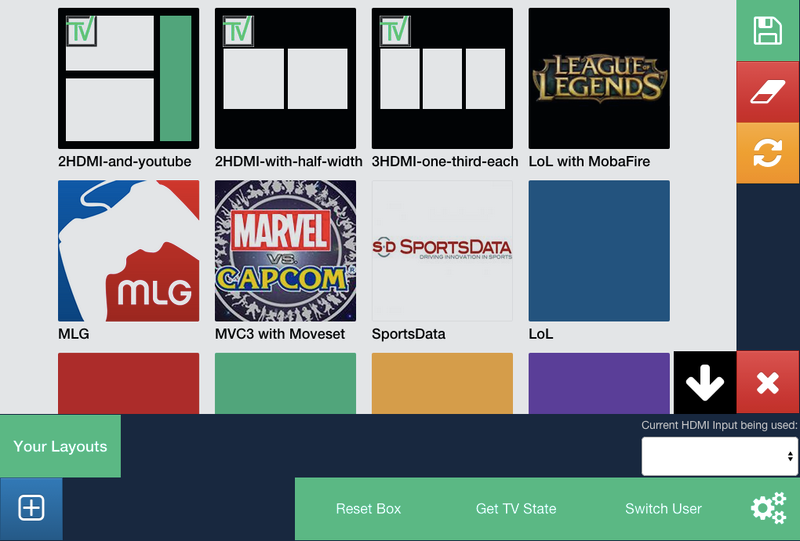 TV
TV
TV
LEAGUE OF
LEGENDS
2HDMI-and-youtube
2HDMI-with-half-width
3HDMI-one-third-each
LoL with MobaFire
MLG
MARVEL
VS.
CAPCOM®
S·D SPORTSDATA
DRIVING INNOVATION IN SPORTS
MLG
MVC3 with Moveset
SportsData
LoL
Current HDMI Input being used:
Your Layouts
Reset Box
Get TV State
Switch User